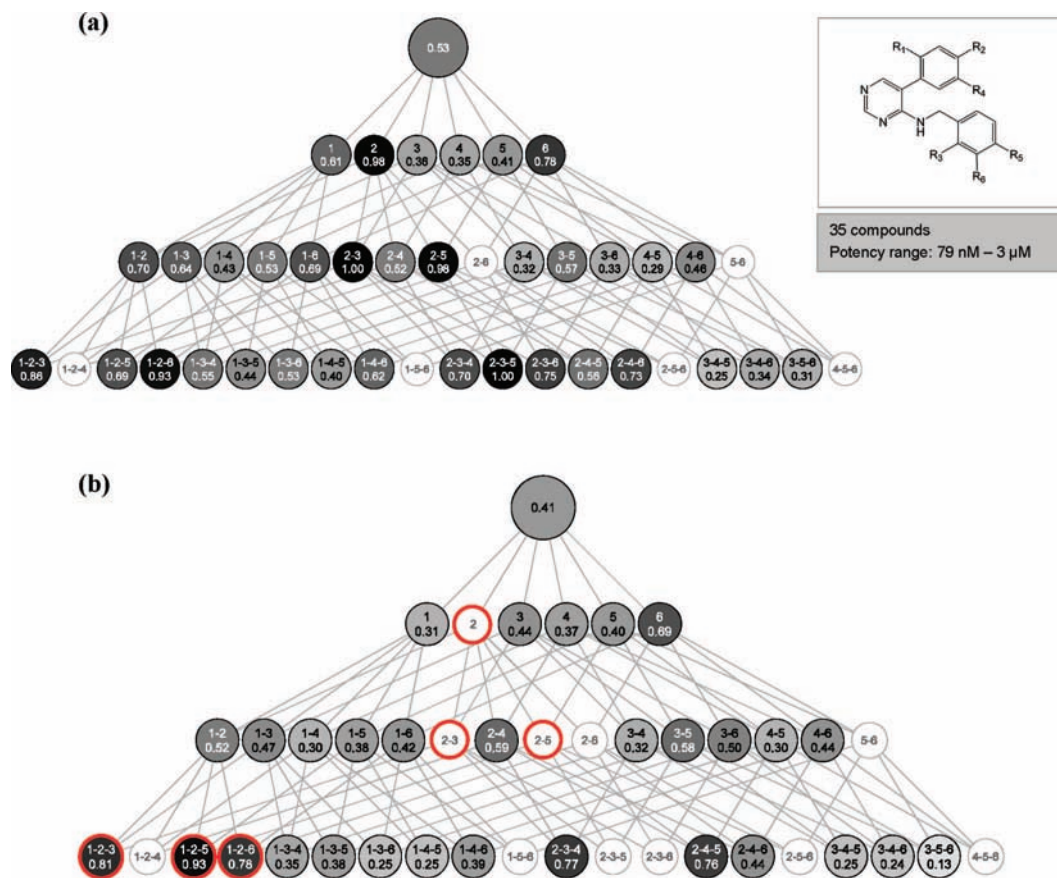 (a)
0.53
1 2 3 4 5 6
0.61 0.98 0.36 0.35 0.41 0.78
1-2 1-3 1-4 1-5 1-6 2-3 2-4 2-5 2-6 3-4 3-5 3-6 4-5 4-6 5-6
0.70 0.64 0.43 0.53 0.69 1.00 0.52 0.98 0.32 0.57 0.33 0.29 0.46
1-2-3 1-2-4 1-2-5 1-2-6 1-3-4 1-3-5 1-3-6 1-4-5 1-4-6 1-5-6 2-3-4 2-3-5 2-3-6 2-4-5 2-4-6 2-5-6 3-4-5 3-4-6 3-5-6 4-5-6
0.86 0.69 0.93 0.55 0.44 0.53 0.40 0.62 0.70 1.00 0.75 0.56 0.73 0.25 0.34 0.31
R1 R2
R4
N
N NH
R3 R5
R6
35 compounds
Potency range: 79 nM – 3 µM
(b)
0.41
1 2 3 4 5 6
0.31 0.44 0.37 0.40 0.69
1-2 1-3 1-4 1-5 1-6 2-3 2-4 2-5 2-6 3-4 3-5 3-6 4-5 4-6 5-6
0.52 0.47 0.30 0.38 0.42 0.59 0.32 0.58 0.50 0.30 0.44
1-2-3 1-2-4 1-2-5 1-2-6 1-3-4 1-3-5 1-3-6 1-4-5 1-4-6 1-5-6 2-3-4 2-3-5 2-3-6 2-4-5 2-4-6 2-5-6 3-4-5 3-4-6 3-5-6 4-5-6
0.81 0.93 0.78 0.35 0.38 0.25 0.25 0.39 0.77 0.76 0.44 0.25 0.24 0.13